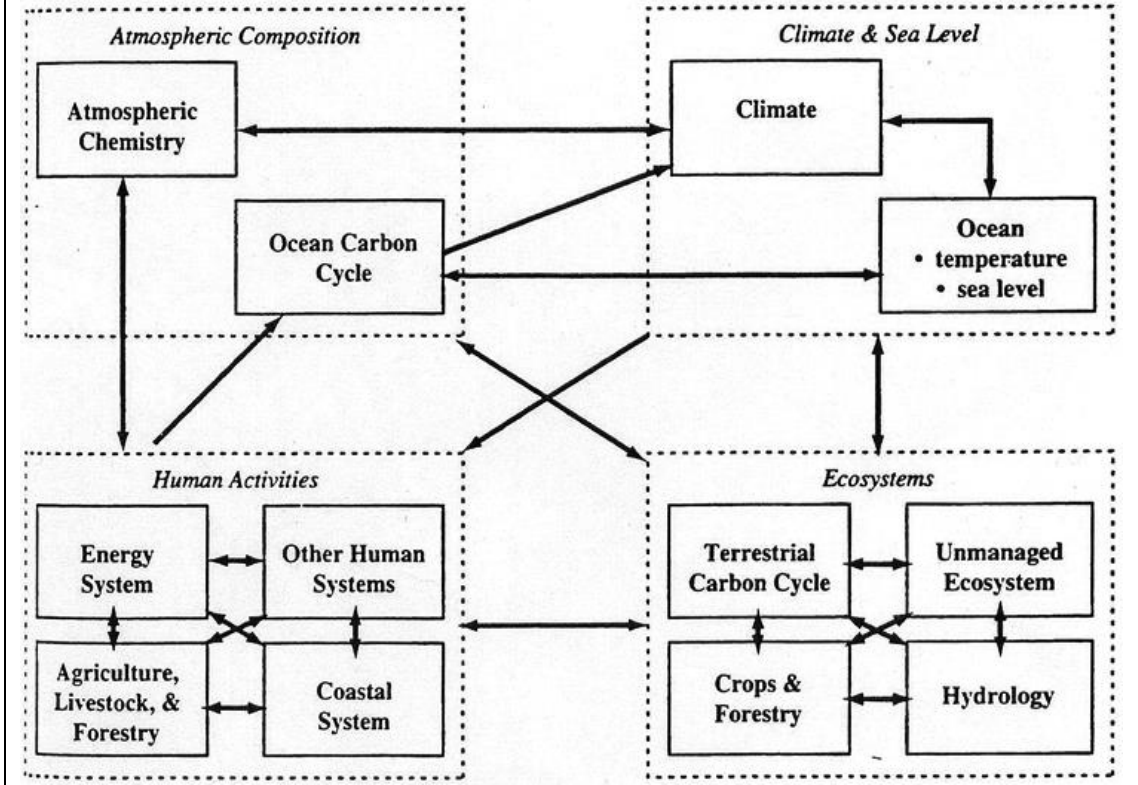 Atmospheric Composition
Atmospheric
Chemistry
Ocean Carbon
Cycle
Climate & Sea Level
Climate
Ocean
• temperature
• sea level
Human Activities
Energy
System
Other Human
Systems
Agriculture,
Livestock, &
Forestry
Coastal
System
Ecosystems
Terrestrial
Carbon Cycle
Unmanaged
Ecosystem
Crops &
Forestry
Hydrology